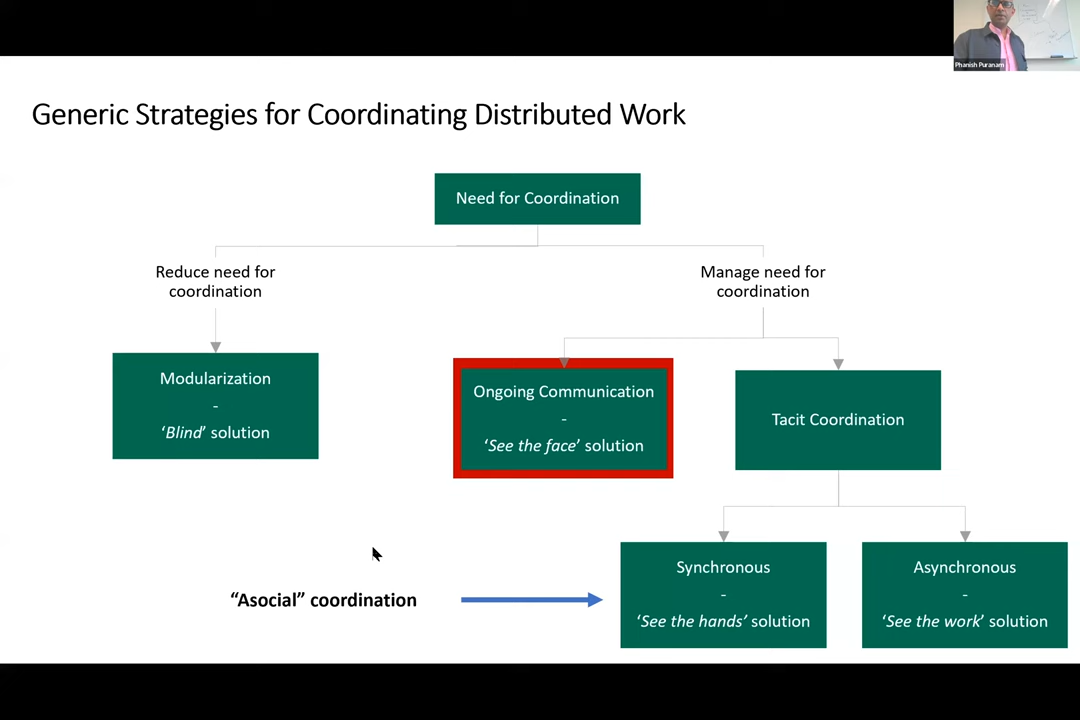 Phanish Puranam
Generic Strategies for Coordinating Distributed Work
Need for Coordination
Reduce need for
coordination
Manage need for
coordination
Modularization
-
‘Blind’ solution
Ongoing Communication
-
‘See the face’ solution
Tacit Coordination
“Asocial” coordination
Synchronous
-
‘See the hands’ solution
Asynchronous
-
‘See the work’ solution